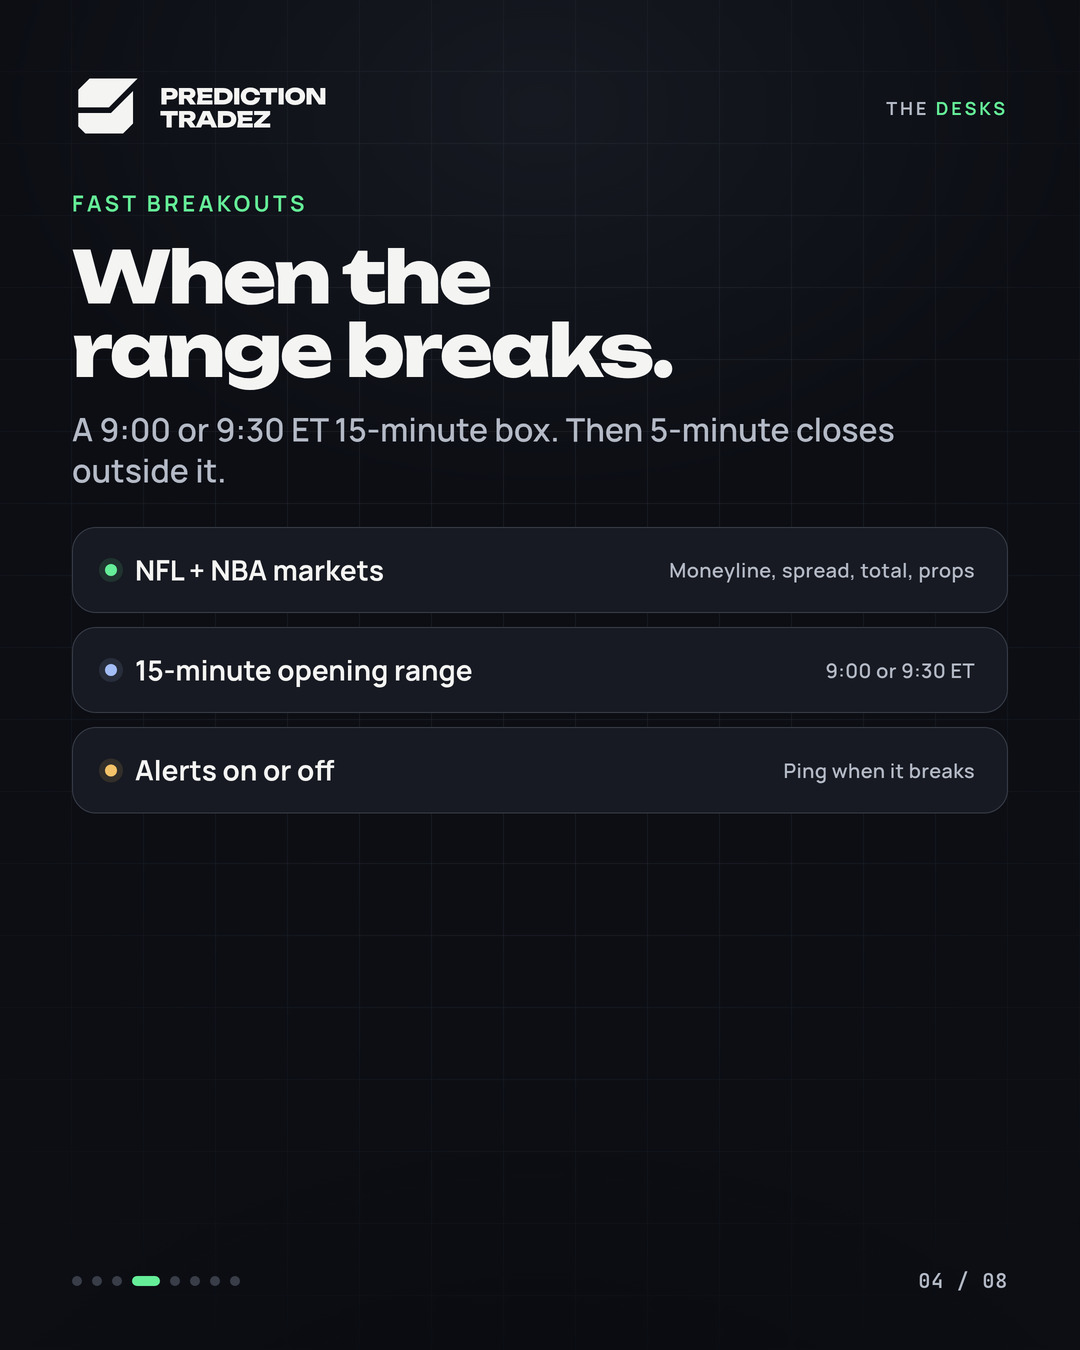 PREDICTION
TRADEZ
THE DESKS
FAST BREAKOUTS
When the
range breaks.
A 9:00 or 9:30 ET 15-minute box. Then 5-minute closes
outside it.
NFL + NBA markets
Moneyline, spread, total, props
15-minute opening range
9:00 or 9:30 ET
Alerts on or off
Ping when it breaks
04 / 08